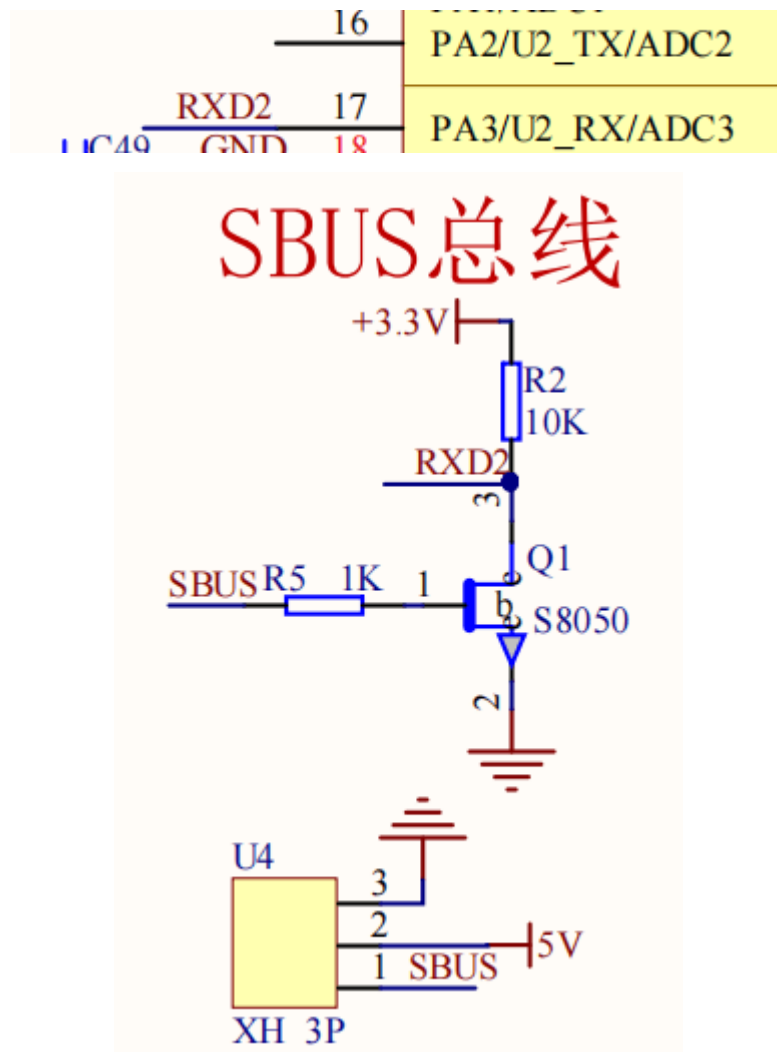 16
PA2/U2_TX/ADC2
RXD2 17
PA3/U2_RX/ADC3
C49 GND 18
SBUS总线
+3.3V
R2
10K
RXD2
3
Q1
SBUS R5 1K 1
b
S8050
c
e
2
U4
3
2
5V
1 SBUS
XH 3P